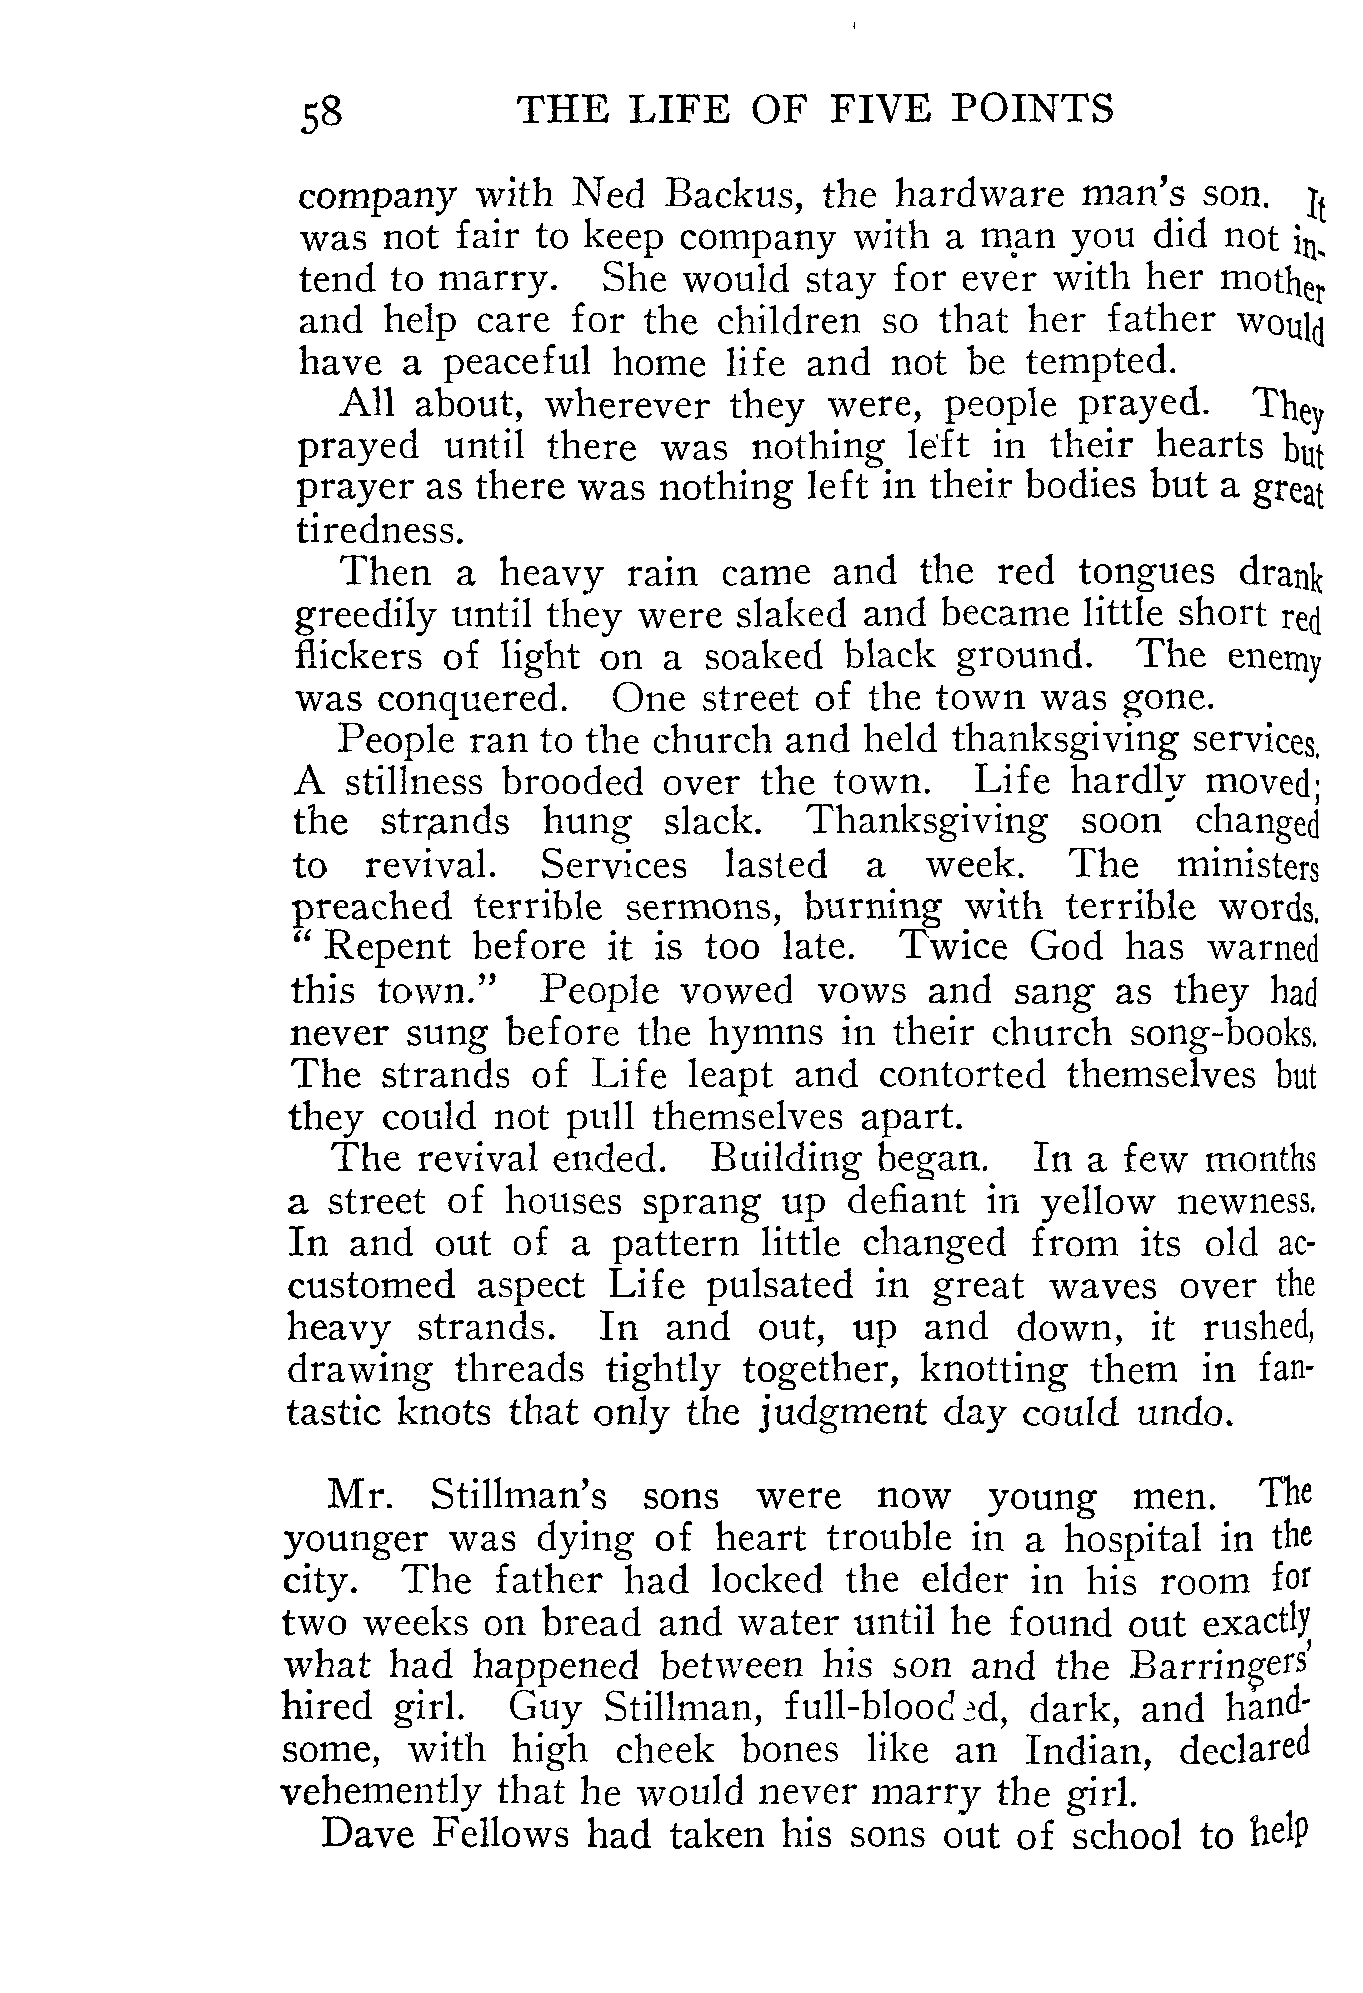 58 THE LIFE OF FIVE POINTS
company with Ned Backus, the hardware man's son. It
was not fair to keep company with a man you did not in-
tend to marry. She would stay for ever with her mother
and help care for the children so that her father would
have a peaceful home life and not be tempted.
All about, wherever they were, people prayed. They
prayed until there was nothing left in their hearts but
prayer as there was nothing left in their bodies but a great
tiredness.
Then a heavy rain came and the red tongues drank
greedily until they were slaked and became little short red
flickers of light on a soaked black ground. The enemy
was conquered. One street of the town was gone.
People ran to the church and held thanksgiving services.
A stillness brooded over the town. Life hardly moved;
the strands hung slack. Thanksgiving soon changed
to revival. Services lasted a week. The ministers
preached terrible sermons, burning with terrible words.
“ Repent before it is too late. Twice God has warned
this town.” People vowed vows and sang as they had
never sung before the hymns in their church song-books.
The strands of Life leapt and contorted themselves but
they could not pull themselves apart.
The revival ended. Building began. In a few months
a street of houses sprang up defiant in yellow newness.
In and out of a pattern little changed from its old ac-
customed aspect Life pulsated in great waves over the
heavy strands. In and out, up and down, it rushed,
drawing threads tightly together, knotting them in fan-
tastic knots that only the judgment day could undo.
Mr. Stillman's sons were now young men. The
younger was dying of heart trouble in a hospital in the
city. The father had locked the elder in his room for
two weeks on bread and water until he found out exactly
what had happened between his son and the Barringers'
hired girl. Guy Stillman, full-blooded, dark, and hand-
some, with high cheek bones like an Indian, declared
vehemently that he would never marry the girl.
Dave Fellows had taken his sons out of school to help